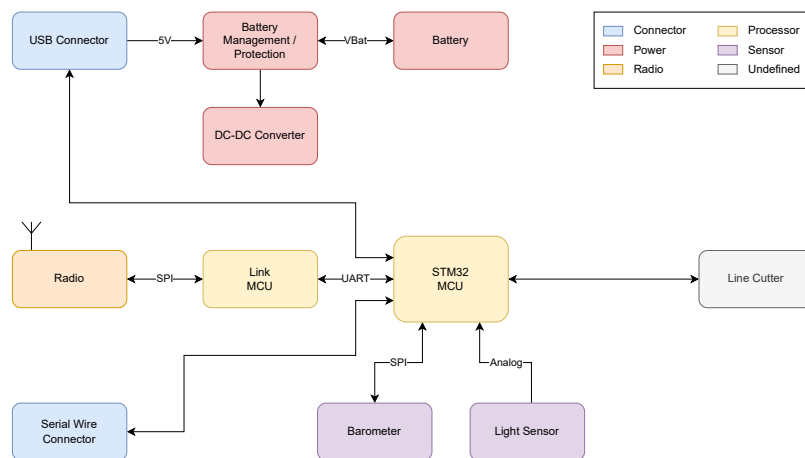 USB Connector
5V
Battery
Management /
Protection
VBat
Battery
Connector
Power
Radio
Processor
Sensor
Undefined
DC-DC Converter
Radio
SPI
Link
MCU
UART
STM32
MCU
Line Cutter
SPI
Analog
Serial Wire
Connector
Barometer
Light Sensor